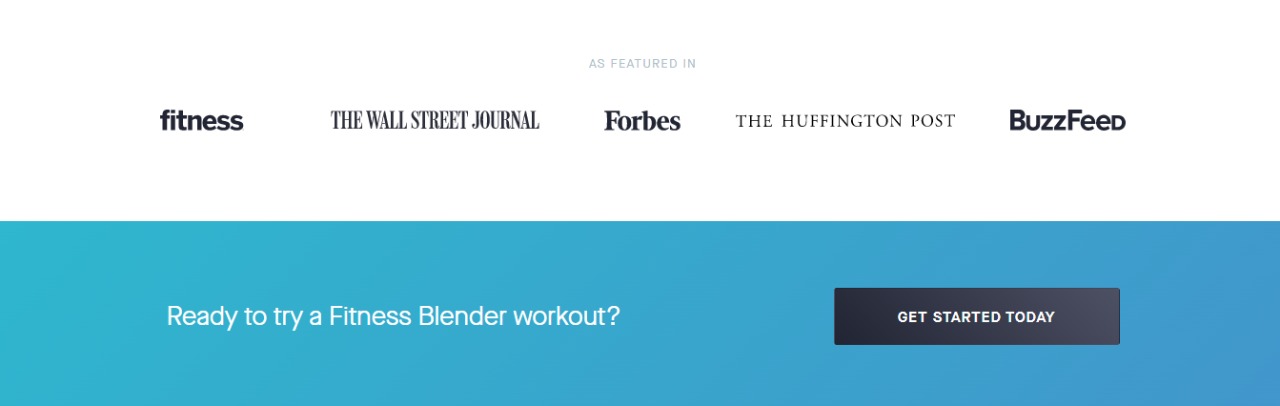 AS FEATURED IN
fitness THE WALL STREET JOURNAL Forbes THE HUFFINGTON POST BuzzFeeD
Ready to try a Fitness Blender workout? GET STARTED TODAY